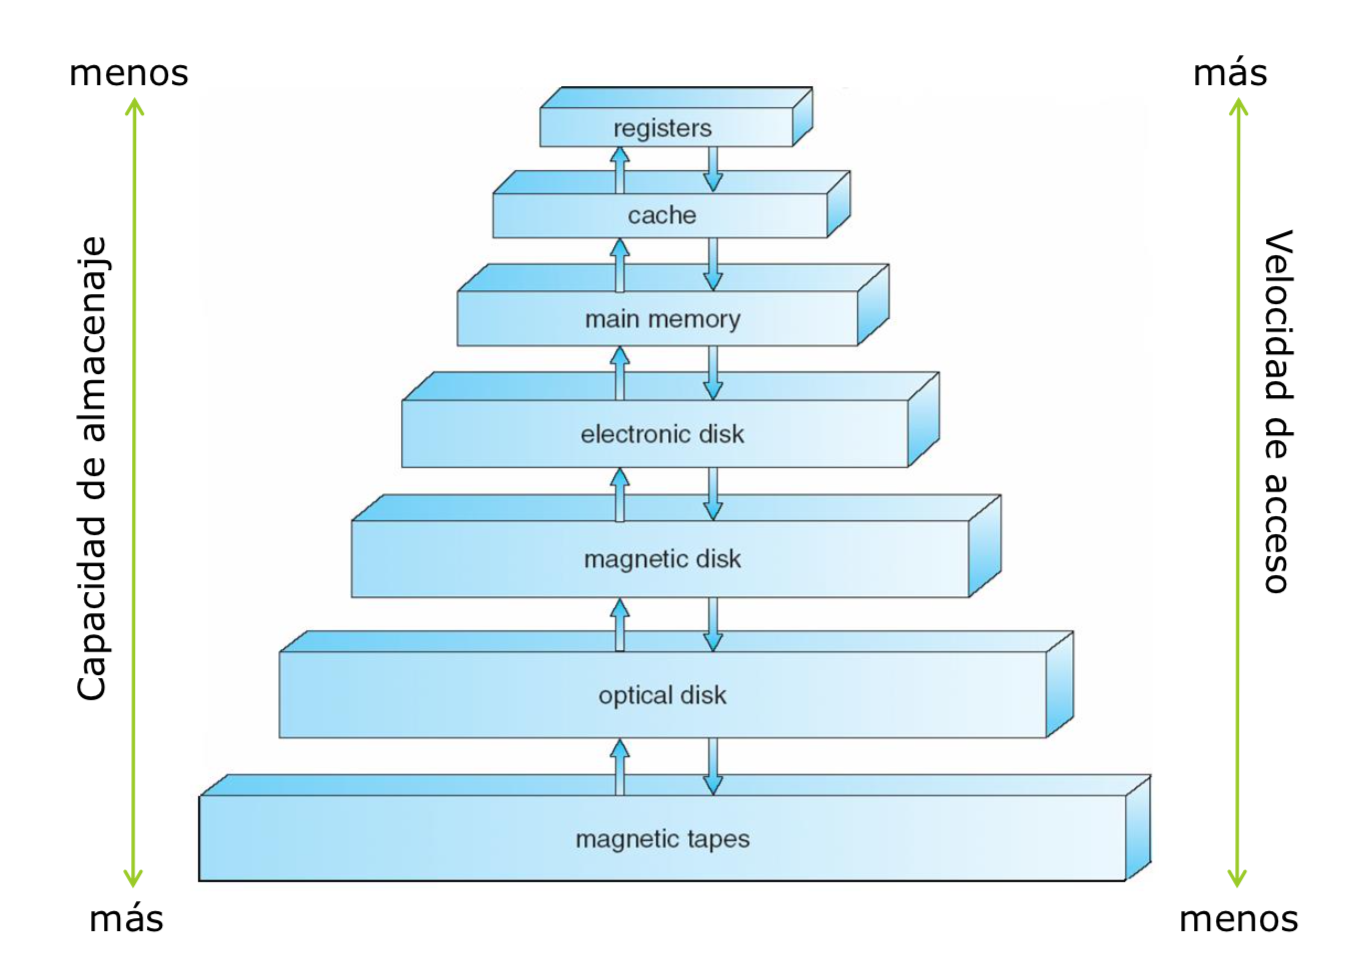 menos
más
registers
cache
main memory
electronic disk
magnetic disk
optical disk
magnetic tapes
Capacidad de almacenaje
Velocidad de acceso
más
menos